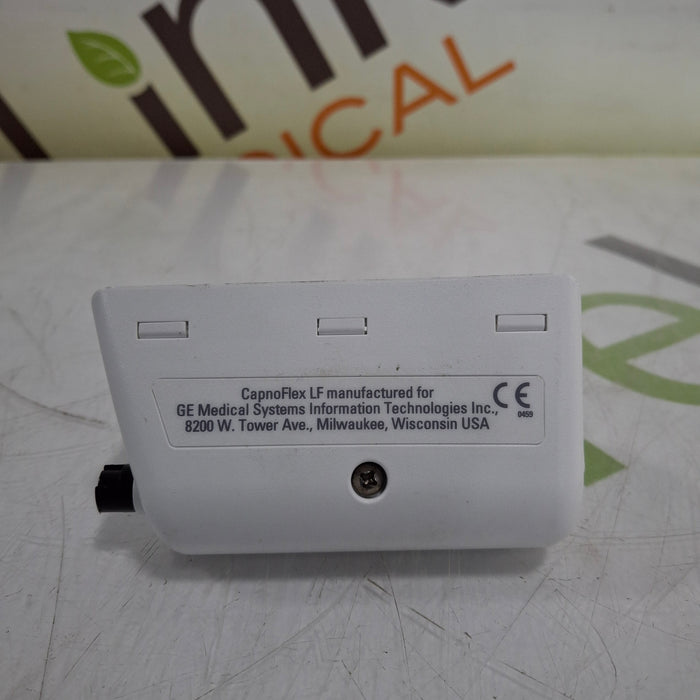 CapnoFlex LF manufactured for
GE Medical Systems Information Technologies Inc.,
8200 W. Tower Ave., Milwaukee, Wisconsin USA
CE
0459